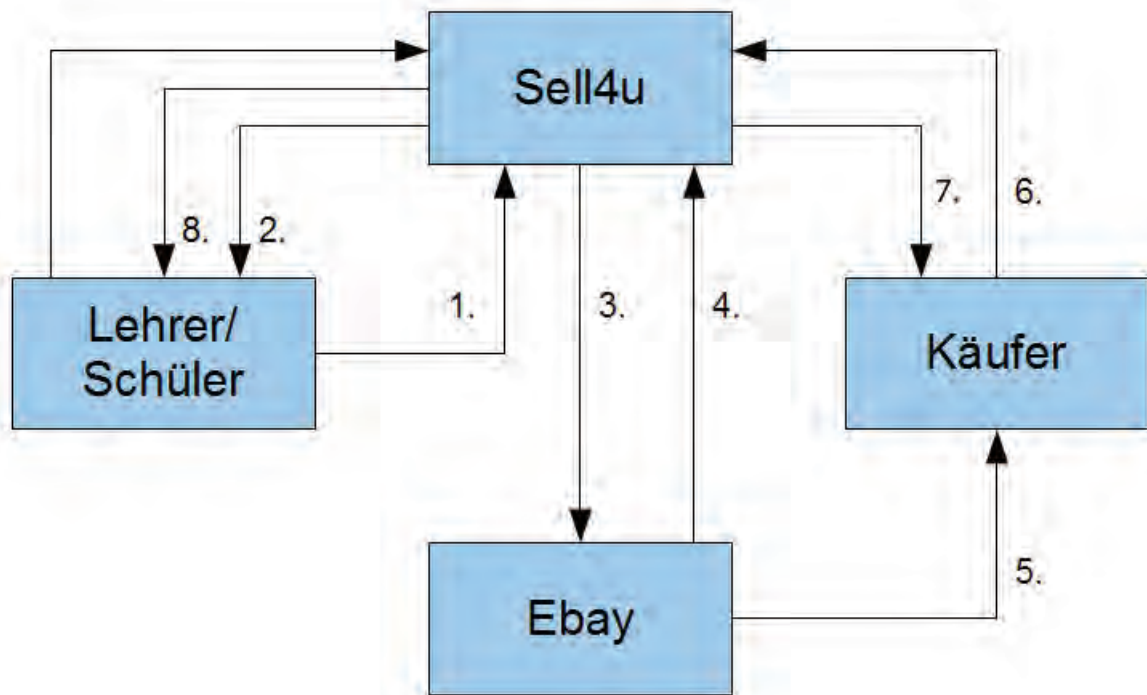 Sell4u
8. 2.
7. 6.
Lehrer/
Schüler
1. 3. 4.
Käufer
Ebay
5.